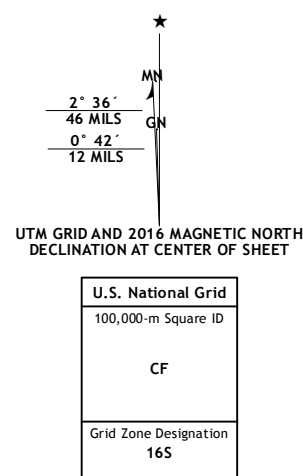 ★
MN
2° 36´
46 MILS
GN
0° 42´
12 MILS
UTM GRID AND 2016 MAGNETIC NORTH
DECLINATION AT CENTER OF SHEET
U.S. National Grid
100,000-m Square ID
CF
Grid Zone Designation
16S